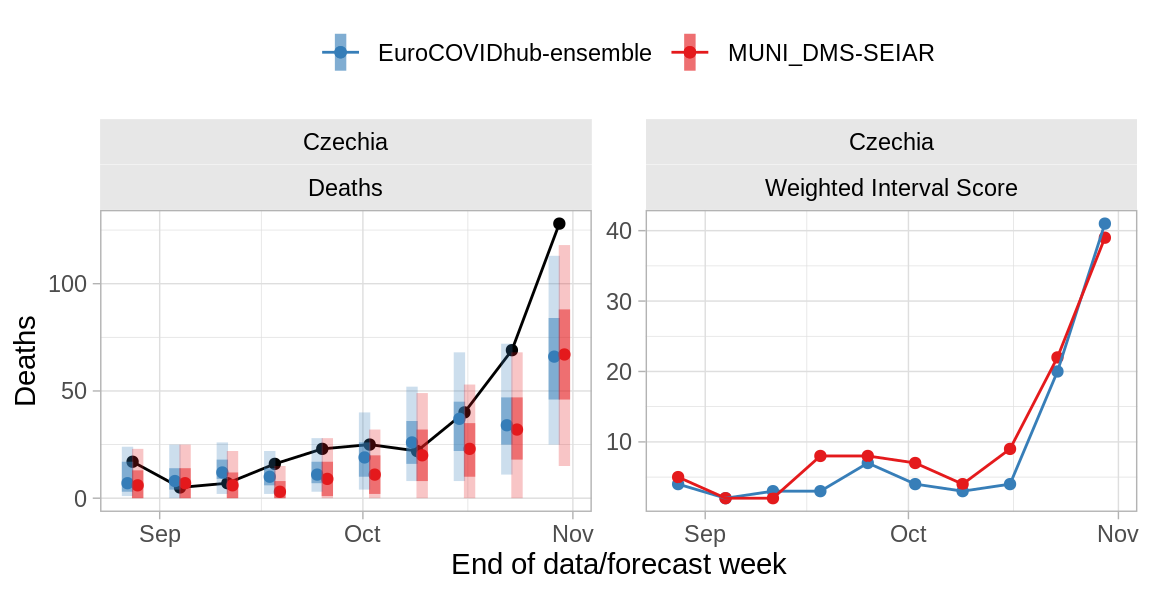 EuroCOVIDhub-ensemble MUNI_DMS-SEIAR
Czechia
Deaths
Czechia
Weighted Interval Score
Deaths
100
50
0
40
30
20
10
Sep Oct Nov
Sep Oct Nov
End of data/forecast week